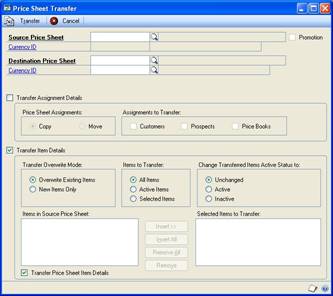 Price Sheet Transfer
Transfer Cancel
Source Price Sheet Promotion
Currency ID
Destination Price Sheet
Currency ID
Transfer Assignment Details
Price Sheet Assignments: Assignments to Transfer:
Copy Move Customers Prospects Price Books
Transfer Item Details
Transfer Overwrite Mode: Items to Transfer: Change Transferred Items Active Status to:
Overwrite Existing Items All Items Unchanged
New Items Only Active Items Active
Selected Items Inactive
Items in Source Price Sheet: Selected Items to Transfer:
Insert >>
Insert All
Remove All
Remove
Transfer Price Sheet Item Details